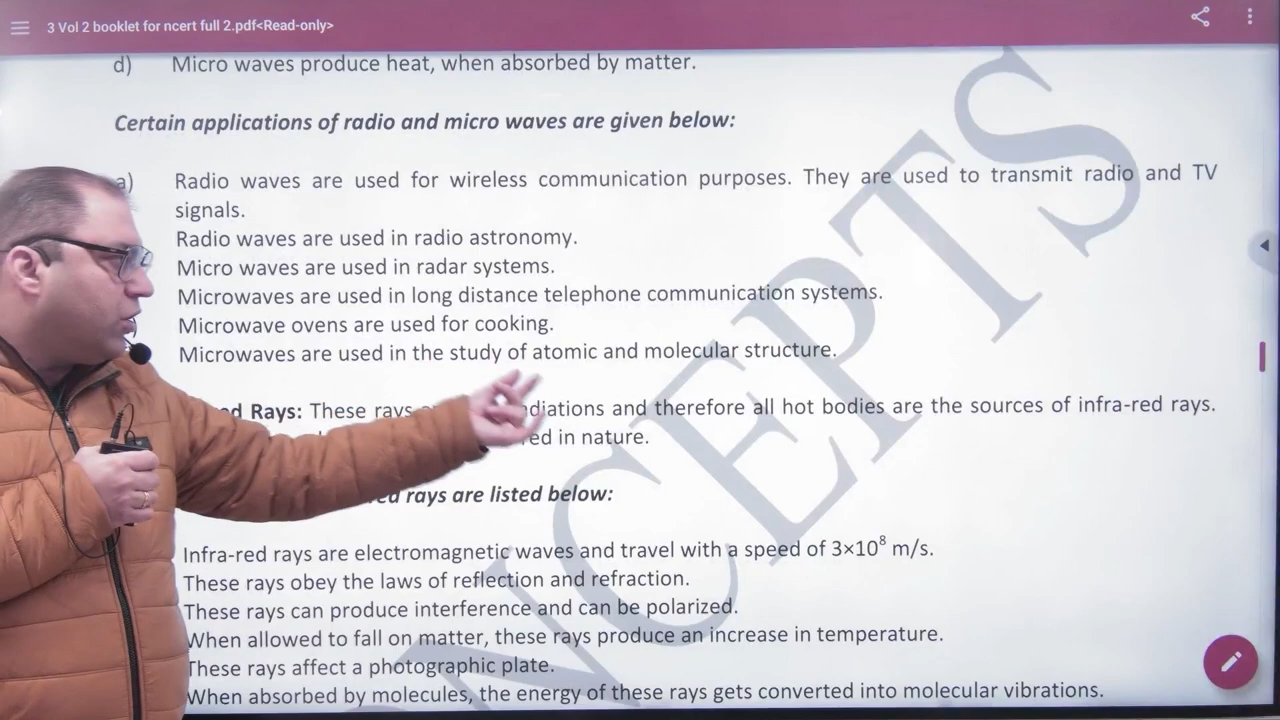 3 Vol 2 booklet for ncert full 2.pdf<Read-only>
d) Micro waves produce heat, when absorbed by matter.
Certain applications of radio and micro waves are given below:
a) Radio waves are used for wireless communication purposes. They are used to transmit radio and TV
signals.
Radio waves are used in radio astronomy.
Micro waves are used in radar systems.
Microwaves are used in long distance telephone communication systems.
Microwave ovens are used for cooking.
Microwaves are used in the study of atomic and molecular structure.
Rays: These rays and therefore all hot bodies are the sources of infra-red rays.
in nature.
rays are listed below:
Infra-red rays are electromagnetic waves and travel with a speed of 3×10⁸ m/s.
These rays obey the laws of reflection and refraction.
These rays can produce interference and can be polarized.
When allowed to fall on matter, these rays produce an increase in temperature.
These rays affect a photographic plate.
When absorbed by molecules, the energy of these rays gets converted into molecular vibrations.
CEPTS